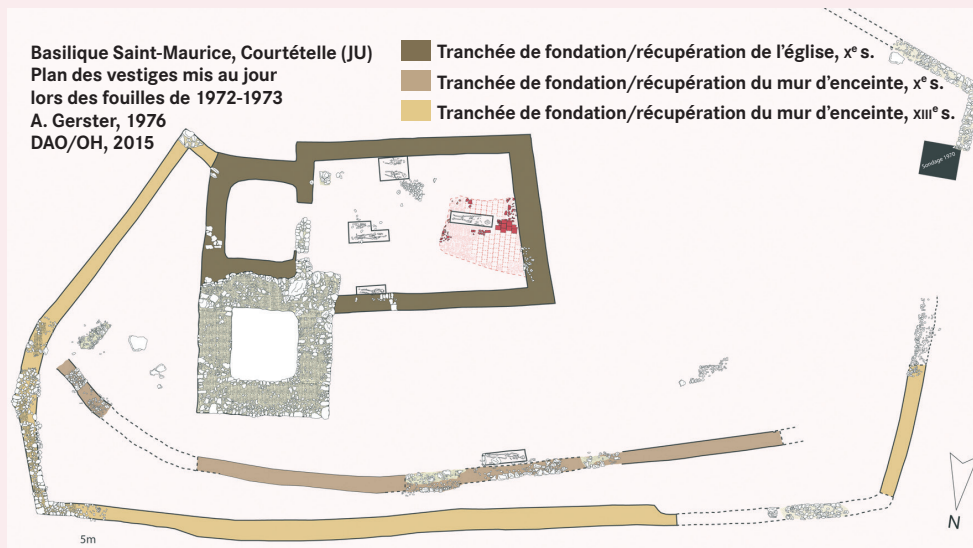 Basilique Saint-Maurice, Courtételle (JU)
Plan des vestiges mis au jour
lors des fouilles de 1972-1973
A. Gerster, 1976
DAO/OH, 2015
Tranchée de fondation/récupération de l'église, Xᵉ s.
Tranchée de fondation/récupération du mur d'enceinte, Xᵉ s.
Tranchée de fondation/récupération du mur d'enceinte, XIIIᵉ s.
Sondage 1970
5m
N